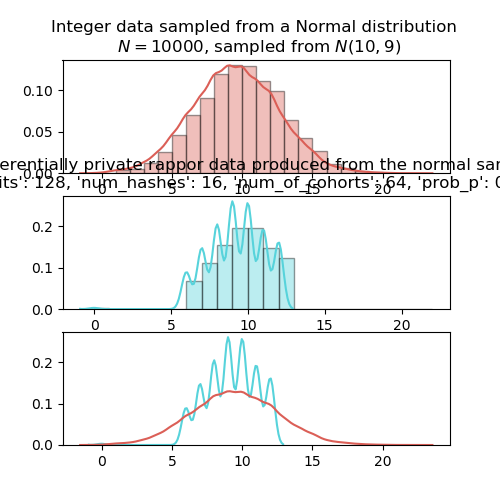 Integer data sampled from a Normal distribution
N = 10000, sampled from N(10, 9)
0.10
0.05
0.00
0 5 10 15 20
erentially private rappor data produced from the normal sam
its': 128, 'num_hashes': 16, 'num_of_cohorts': 64, 'prob_p': 0
0.2
0.1
0.0
0 5 10 15 20
0.2
0.1
0.0
0 5 10 15 20